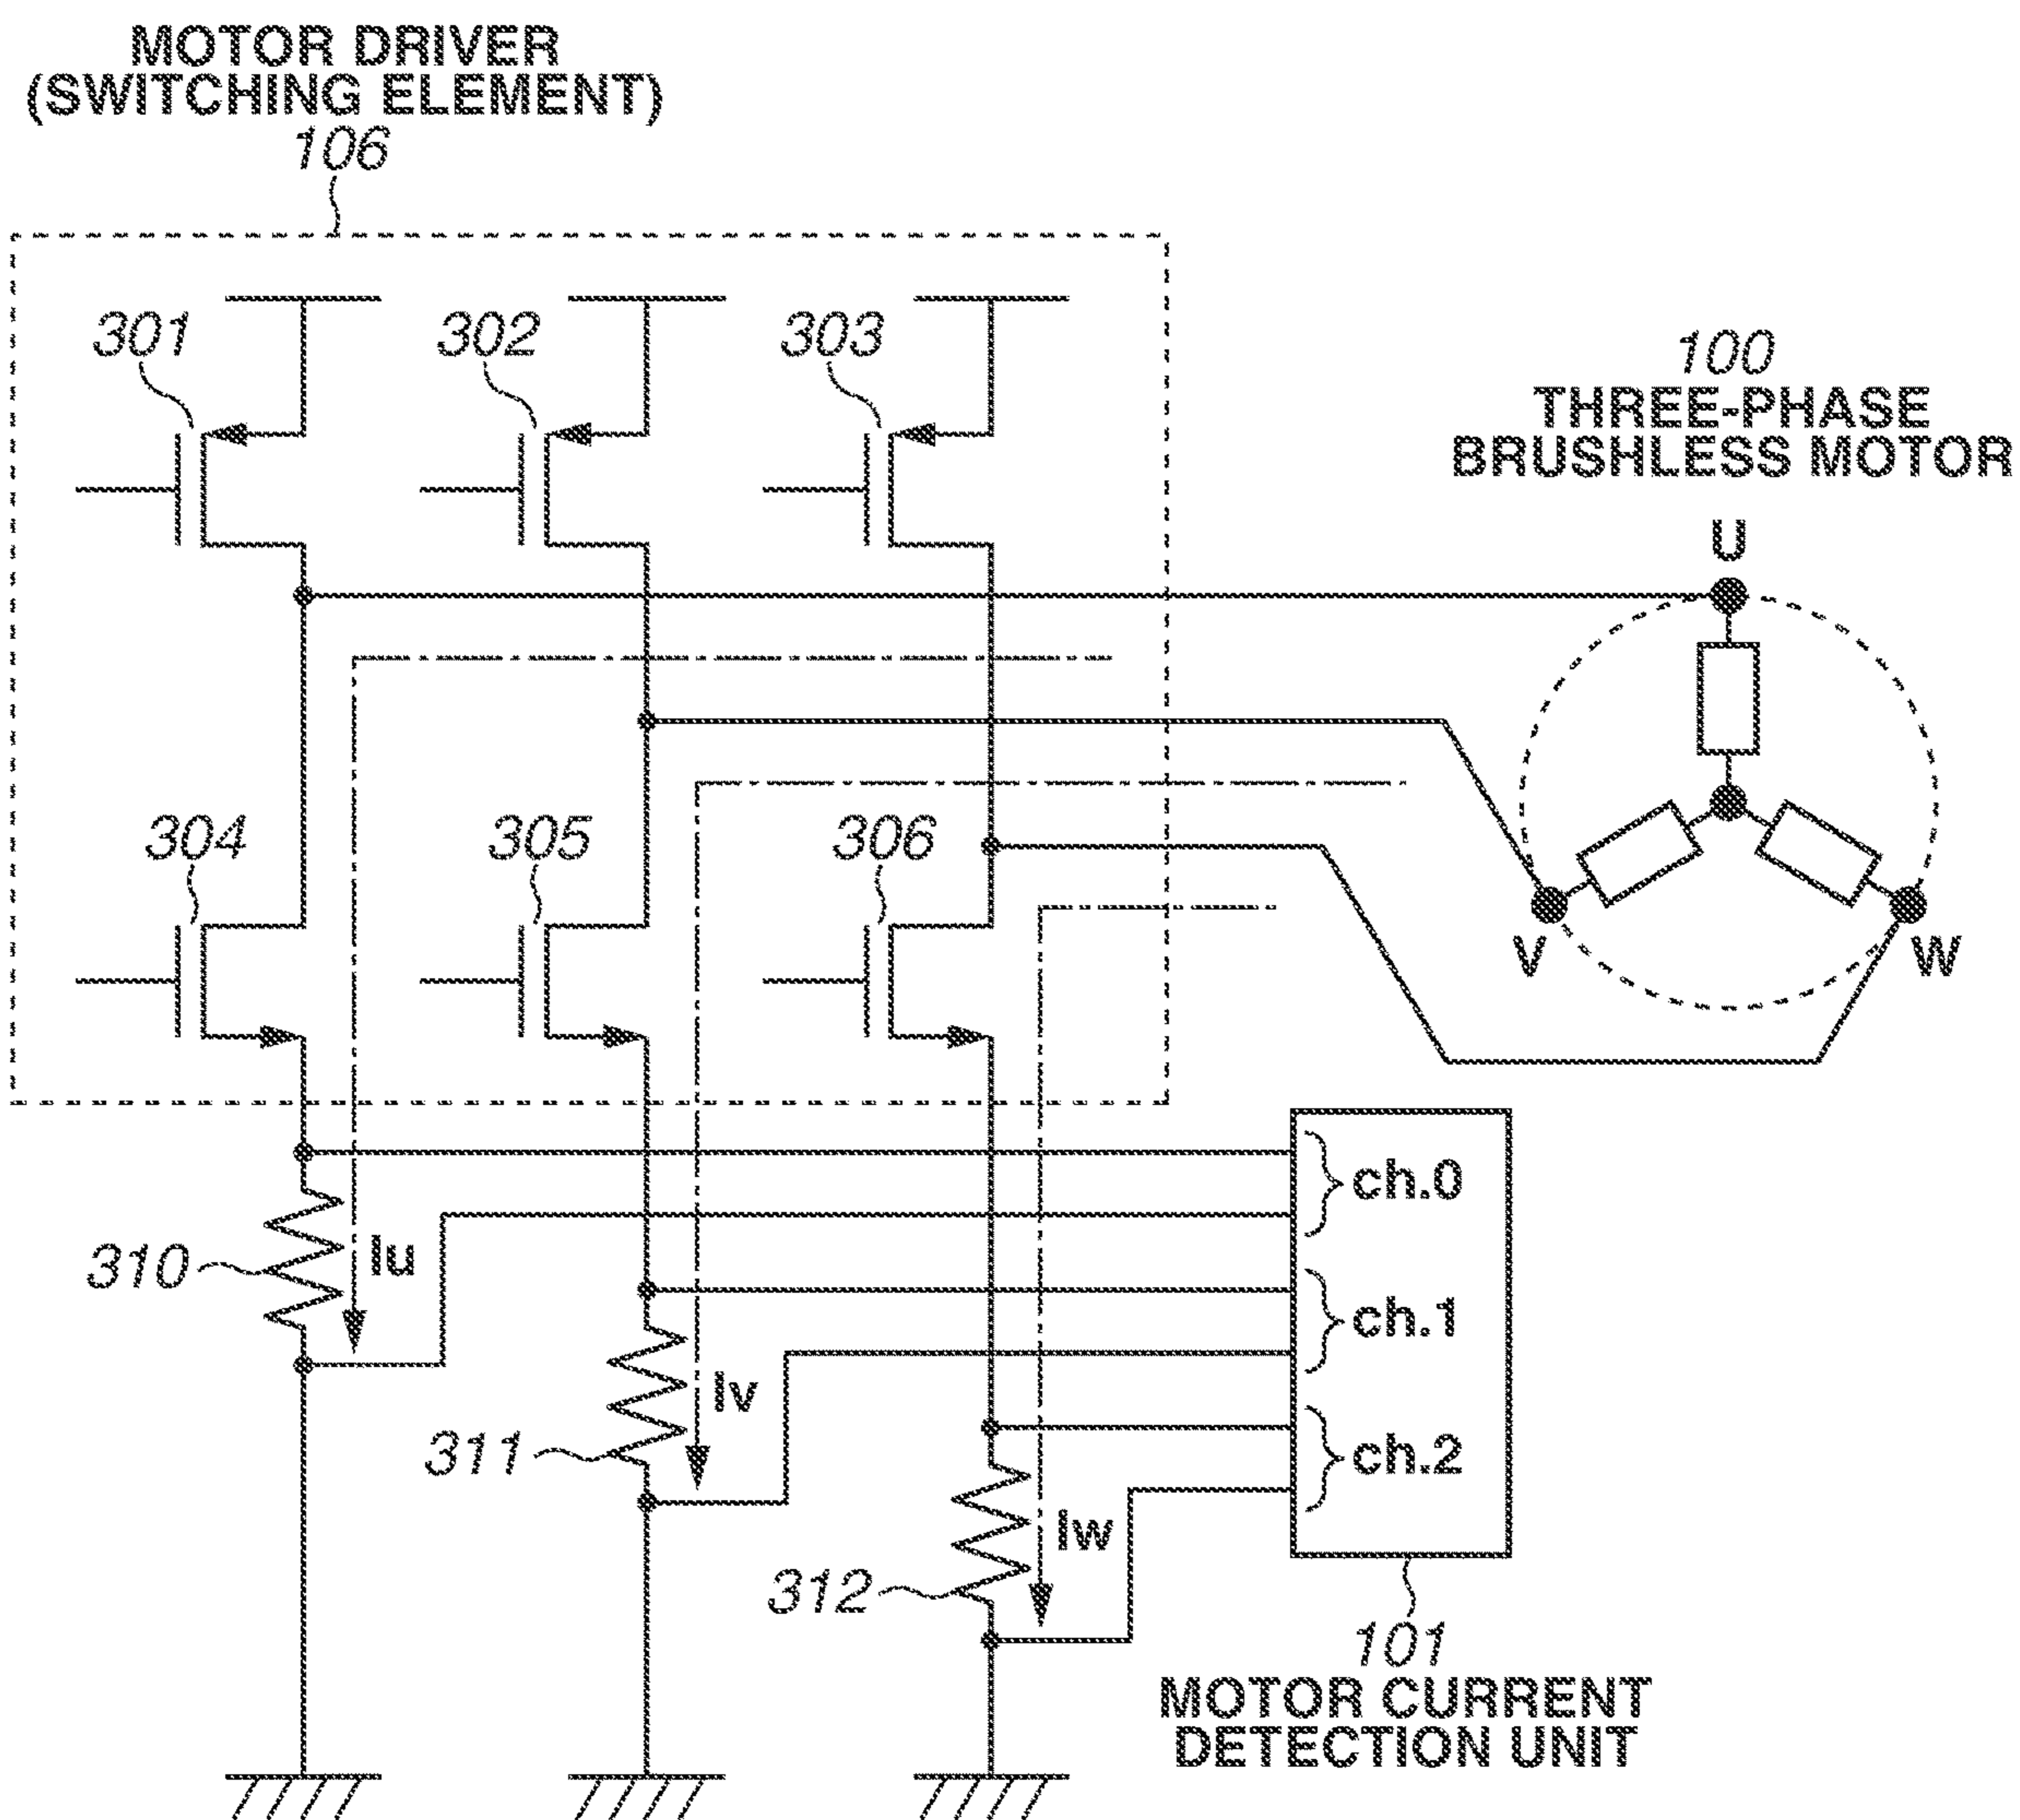 MOTOR DRIVER
(SWITCHING ELEMENT)
106
301
302
303
100
THREE-PHASE
BRUSHLESS MOTOR
U
304
305
306
V
W
ch.0
310
Iu
ch.1
Iv
311
ch.2
Iw
312
101
MOTOR CURRENT
DETECTION UNIT